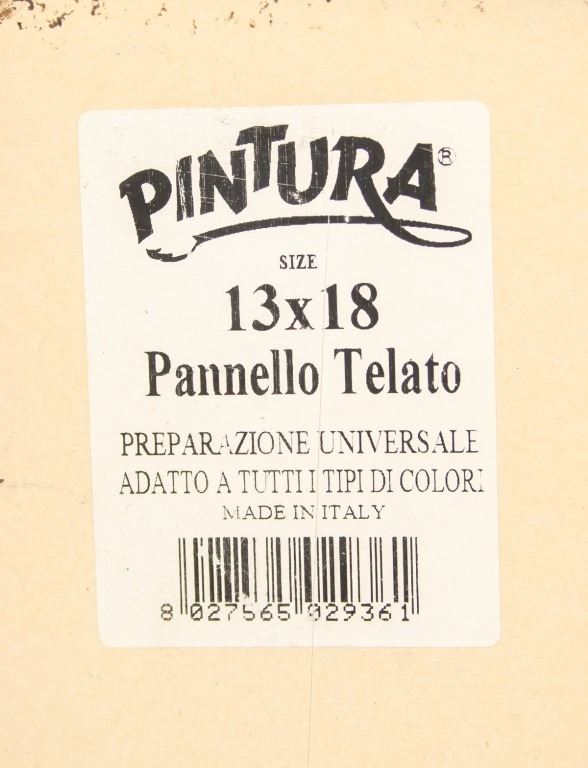 PINTURA®
SIZE
13x18
Pannello Telato
PREPARAZIONE UNIVERSALE
ADATTO A TUTTI I TIPI DI COLORI
MADE IN ITALY
8 027565 029361